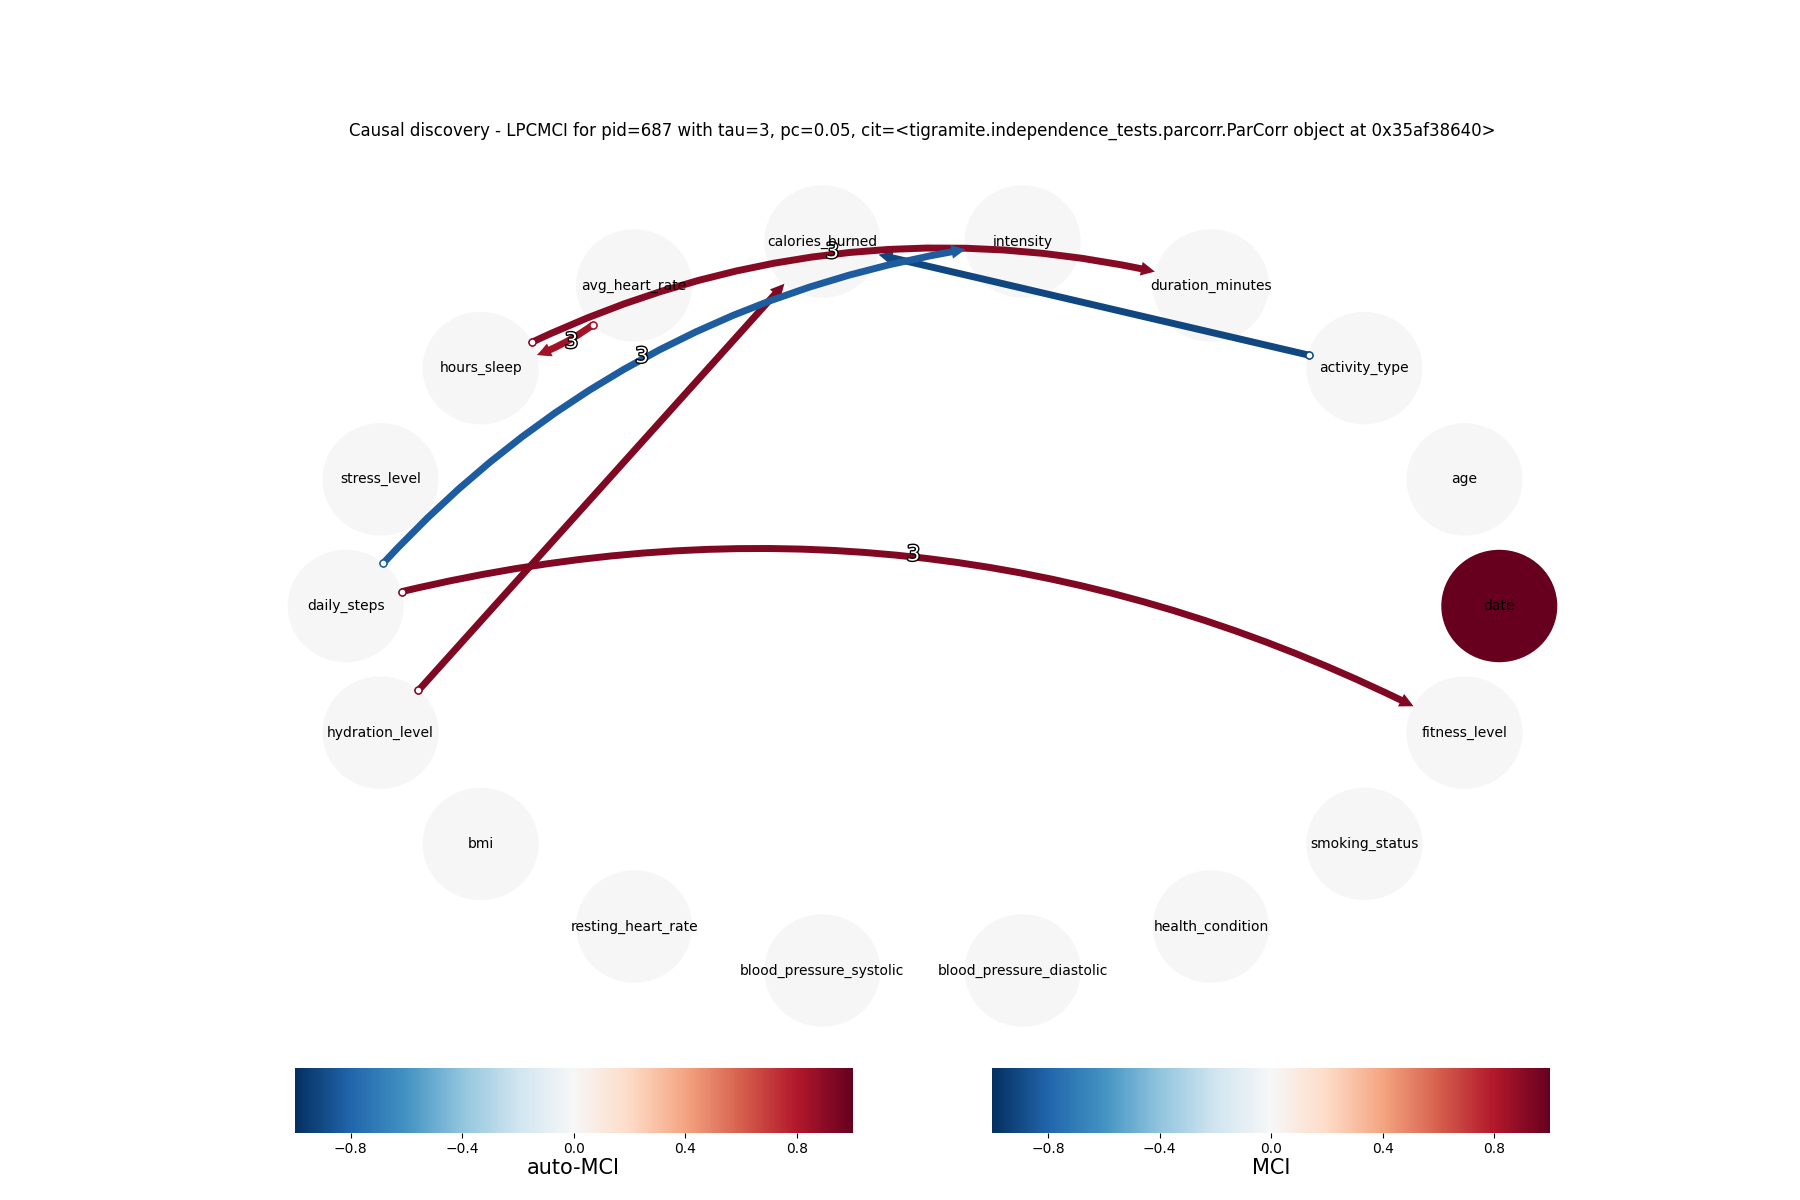 Causal discovery - LPCMCI for pid=687 with tau=3, pc=0.05, cit=<tigramite.independence_tests.parcorr.ParCorr object at 0x35af38640>
calories_burned
intensity
3
avg_heart_rate
duration_minutes
3
3
hours_sleep
activity_type
stress_level
age
3
daily_steps
date
hydration_level
fitness_level
bmi
smoking_status
resting_heart_rate
health_condition
blood_pressure_systolic
blood_pressure_diastolic
−0.8 −0.4 0.0 0.4 0.8
auto-MCI
−0.8 −0.4 0.0 0.4 0.8
MCI